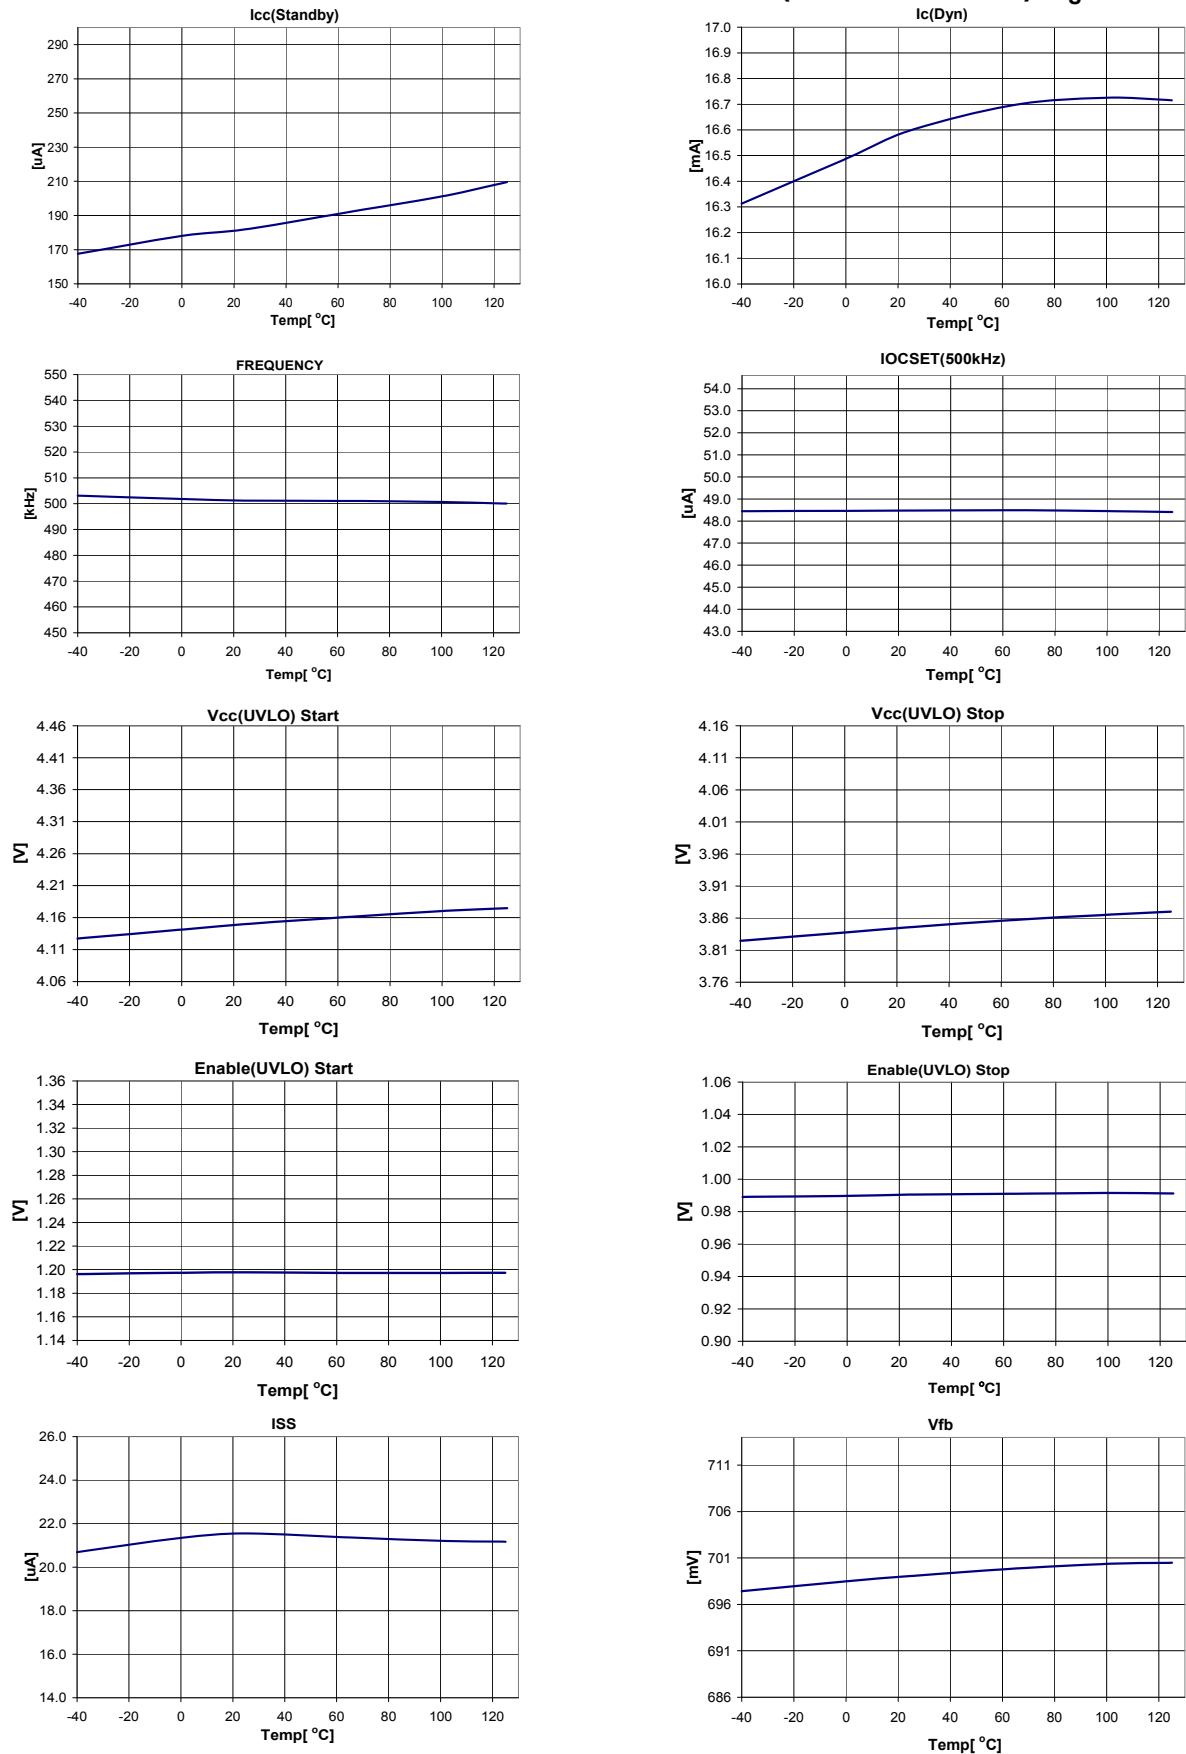 Icc(Standby)
290
270
250
230
210
190
170
150
[uA]
-40 -20 0 20 40 60 80 100 120
Temp[ °C]
Ic(Dyn)
17.0
16.9
16.8
16.7
16.6
16.5
16.4
16.3
16.2
16.1
16.0
[mA]
-40 -20 0 20 40 60 80 100 120
Temp[ °C]
FREQUENCY
550
540
530
520
510
500
490
480
470
460
450
[kHz]
-40 -20 0 20 40 60 80 100 120
Temp[ °C]
IOCSET(500kHz)
54.0
53.0
52.0
51.0
50.0
49.0
48.0
47.0
46.0
45.0
44.0
43.0
[uA]
-40 -20 0 20 40 60 80 100 120
Temp[ °C]
Vcc(UVLO) Start
4.46
4.41
4.36
4.31
4.26
4.21
4.16
4.11
4.06
[V]
-40 -20 0 20 40 60 80 100 120
Temp[ °C]
Vcc(UVLO) Stop
4.16
4.11
4.06
4.01
3.96
3.91
3.86
3.81
3.76
[V]
-40 -20 0 20 40 60 80 100 120
Temp[ °C]
Enable(UVLO) Start
1.36
1.34
1.32
1.30
1.28
1.26
1.24
1.22
1.20
1.18
1.16
1.14
[V]
-40 -20 0 20 40 60 80 100 120
Temp[ °C]
Enable(UVLO) Stop
1.06
1.04
1.02
1.00
0.98
0.96
0.94
0.92
0.90
[V]
-40 -20 0 20 40 60 80 100 120
Temp[ °C]
ISS
26.0
24.0
22.0
20.0
18.0
16.0
14.0
[uA]
-40 -20 0 20 40 60 80 100 120
Temp[ °C]
Vfb
711
706
701
696
691
686
[mV]
-40 -20 0 20 40 60 80 100 120
Temp[ °C]